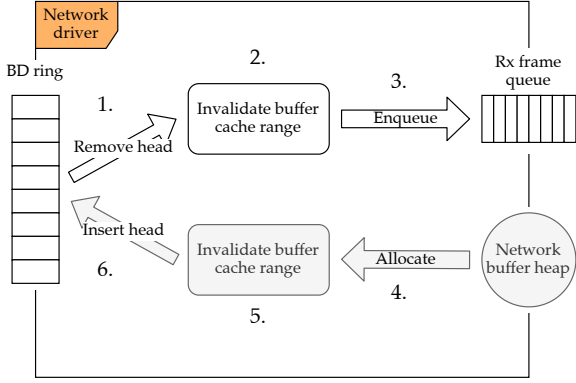 Network
driver
BD ring
1.
Remove head
2.
Invalidate buffer
cache range
3.
Enqueue
Rx frame
queue
Network
buffer heap
Allocate
4.
Invalidate buffer
cache range
5.
Insert head
6.